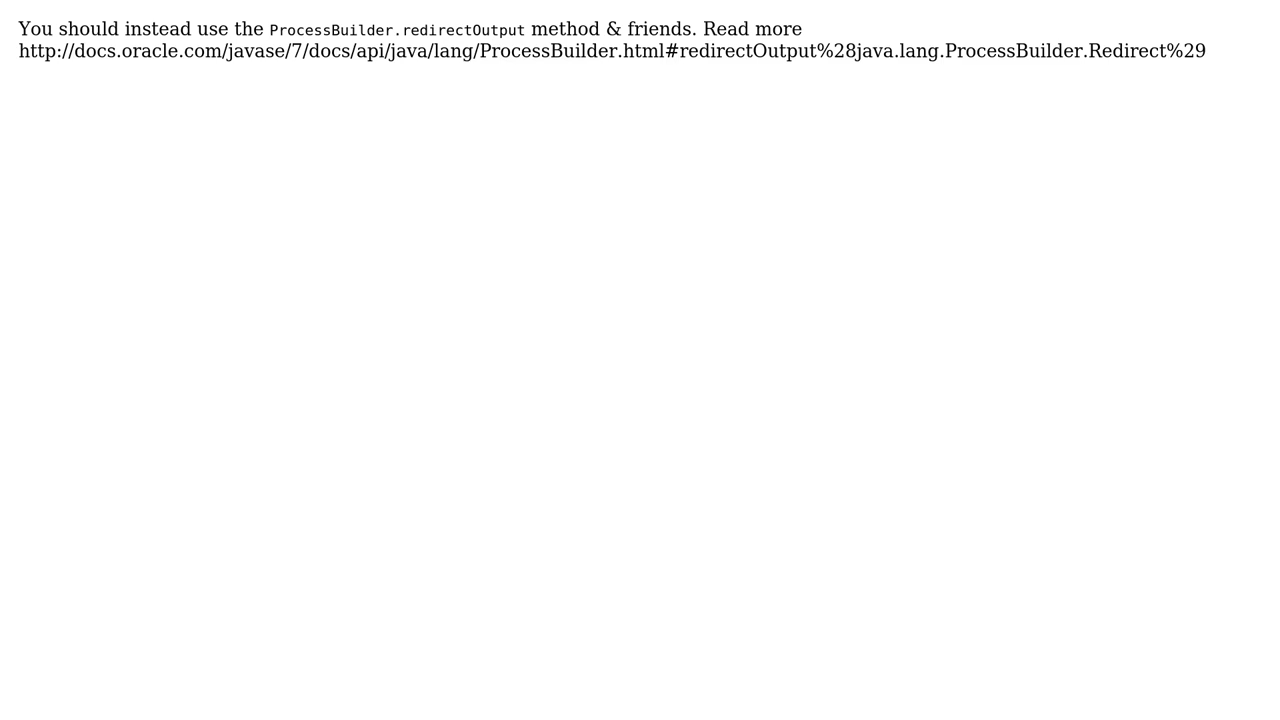 You should instead use the ProcessBuilder.redirectOutput method & friends. Read more
http://docs.oracle.com/javase/7/docs/api/java/lang/ProcessBuilder.html#redirectOutput%28java.lang.ProcessBuilder.Redirect%29